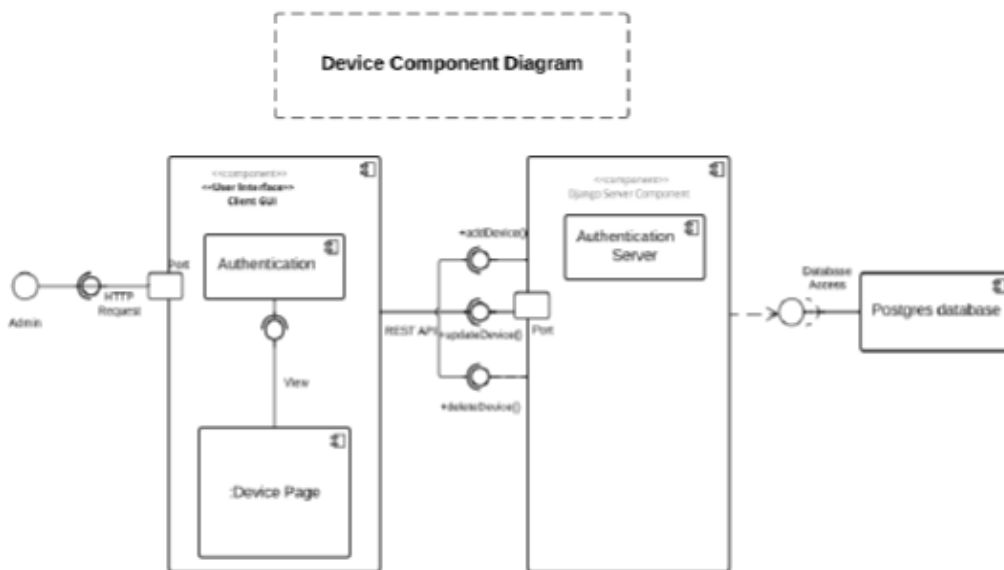 Device Component Diagram
<<component>>
<<User Interface>>
Client GUI
Port
Authentication
Admin
HTTP
Request
View
:Device Page
REST API
+addDevice()
+updateDevice()
+deleteDevice()
Port
<<component>>
Django Server Component
Authentication
Server
Database
Access
Postgres database